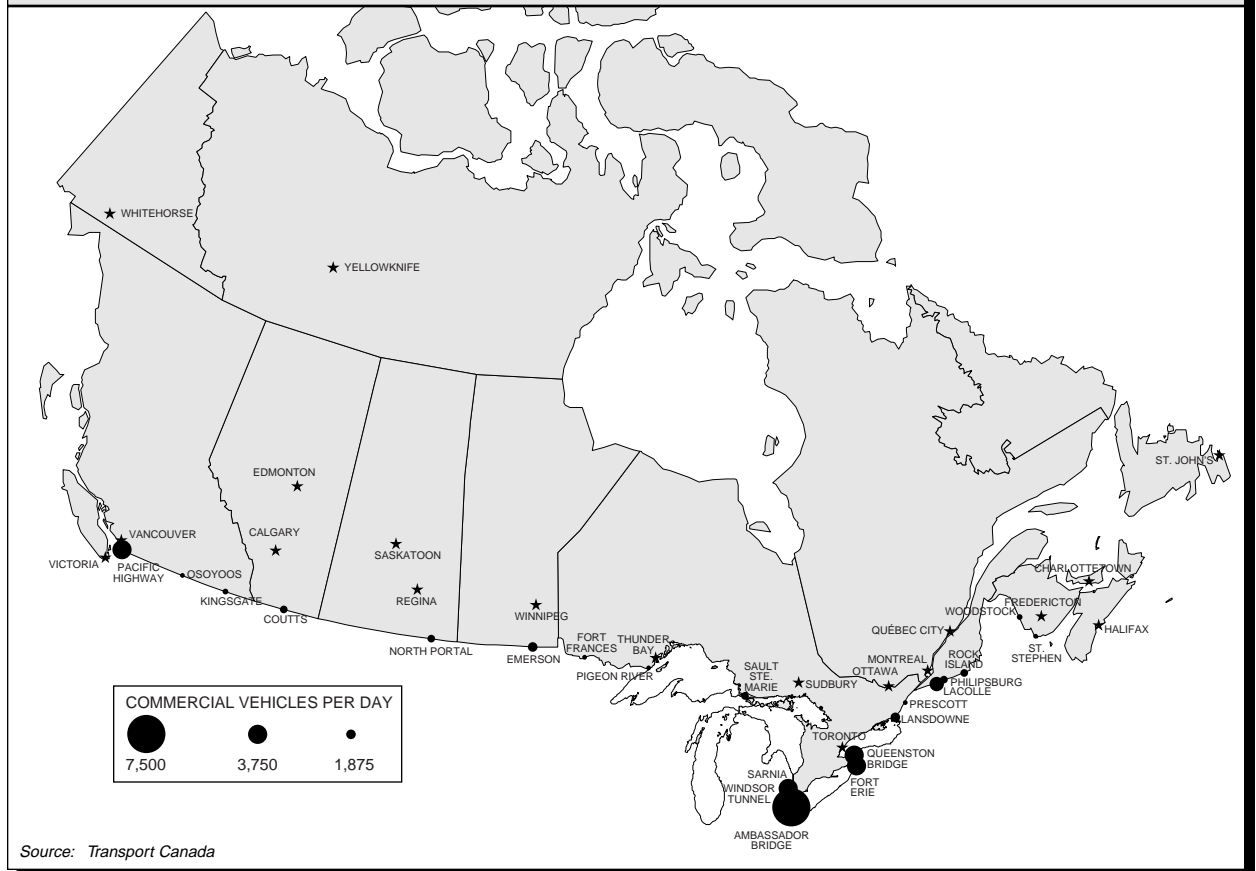 WHITEHORSE
YELLOWKNIFE
EDMONTON
ST. JOHN'S
VANCOUVER
CALGARY
SASKATOON
VICTORIA
PACIFIC
HIGHWAY
OSOYOOS
CHARLOTTETOWN
KINGSGATE
REGINA
FREDERICTON
COUTTS
WINNIPEG
WOODSTOCK
QUÉBEC CITY
HALIFAX
NORTH PORTAL
EMERSON
FORT
FRANCES
THUNDER
BAY
ST.
STEPHEN
PIGEON RIVER
SAULT
STE.
MARIE
SUDBURY
MONTREAL
OTTAWA
ROCK
ISLAND
PHILIPSBURG
LACOLLE
PRESCOTT
LANSDOWNE
TORONTO
QUEENSTON
BRIDGE
FORT
ERIE
SARNIA
WINDSOR
TUNNEL
AMBASSADOR
BRIDGE
COMMERCIAL VEHICLES PER DAY
7,500 3,750 1,875
Source: Transport Canada